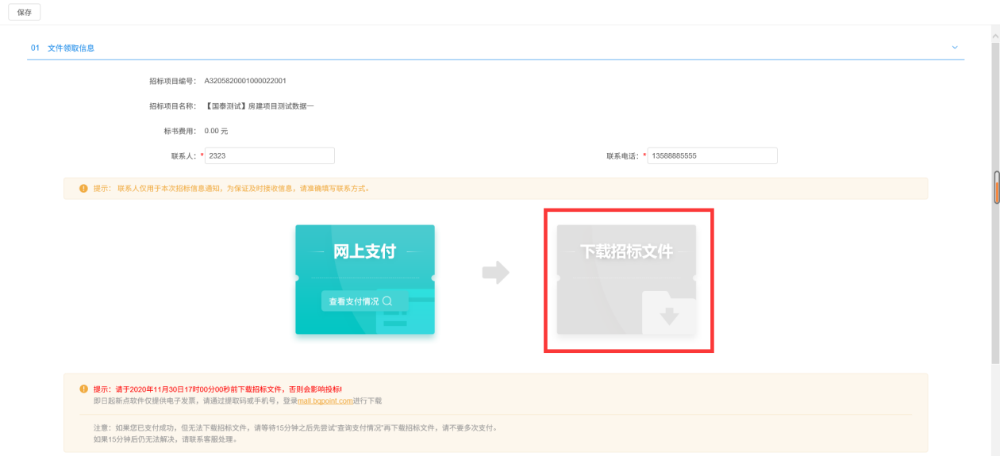 保存
01 文件领取信息
招标项目编号： A3205820001000022001
招标项目名称： 【国泰测试】房建项目测试数据一
标书费用： 0.00 元
联系人：* 2323 联系电话：* 13588885555
提示： 联系人仅用于本次招标信息通知，为保证及时接收信息，请准确填写联系方式。
网上支付 下载招标文件
查看支付情况
提示：请于2020年11月30日17时00分00秒前下载招标文件，否则会影响投标!
即日起新点软件仅提供电子发票，请通过提取码或手机号，登录mall.bqpoint.com进行下载
注意：如果您已支付成功，但无法下载招标文件，请等待15分钟之后先尝试“查询支付情况”再下载招标文件，请不要多次支付。
如果15分钟后仍无法解决，请联系客服处理。